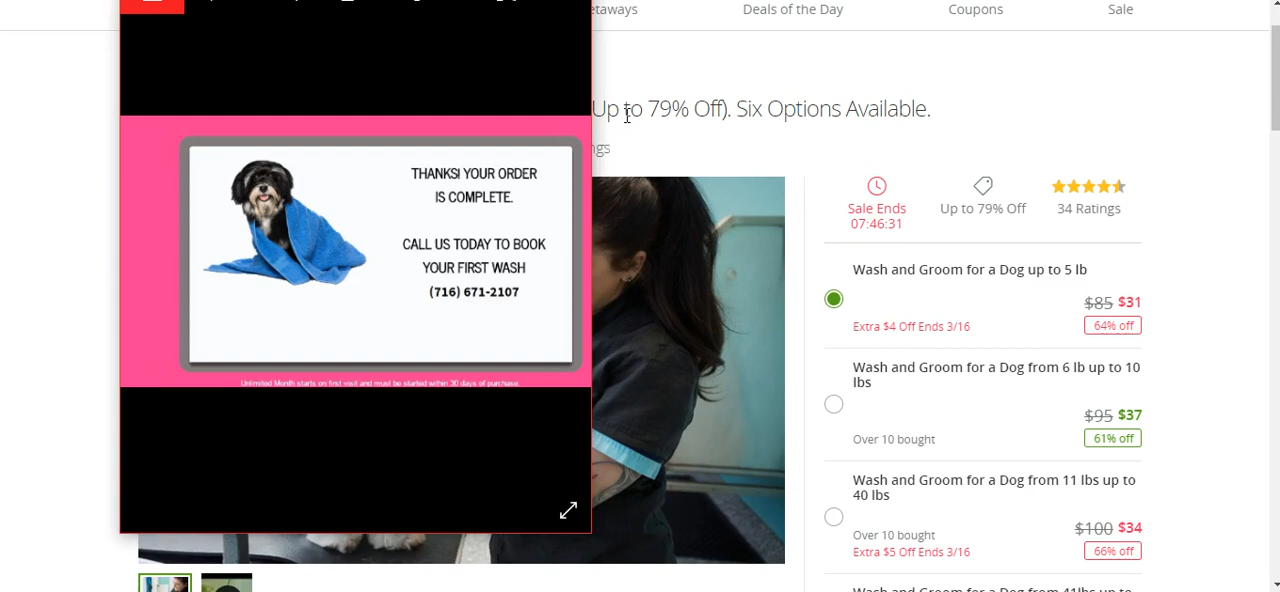 etaways
Deals of the Day
Coupons
Sale
Up to 79% Off). Six Options Available.
ngs
THANKS! YOUR ORDER
IS COMPLETE.
CALL US TODAY TO BOOK
YOUR FIRST WASH
(716) 671-2107
Unlimited Month starts on first visit and must be started within 30 days of purchase.
Sale Ends
07:46:31
Up to 79% Off
34 Ratings
Wash and Groom for a Dog up to 5 lb
$85 $31
Extra $4 Off Ends 3/16
64% off
Wash and Groom for a Dog from 6 lb up to 10
lbs
$95 $37
Over 10 bought
61% off
Wash and Groom for a Dog from 11 lbs up to
40 lbs
$100 $34
Over 10 bought
Extra $5 Off Ends 3/16
66% off